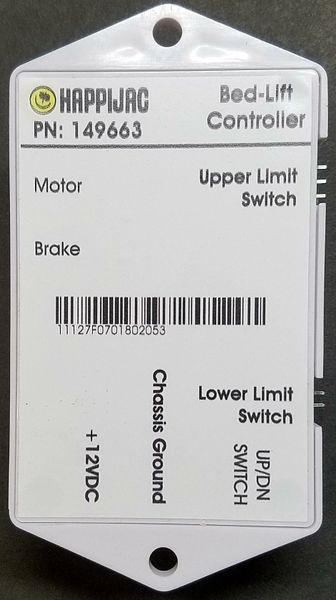 HAPPIJAC
PN: 149663
Bed-Lift
Controller
Motor
Upper Limit
Switch
Brake
11127F0701802053
Lower Limit
Switch
+12VDC
Chassis Ground
UP/DN
SWITCH